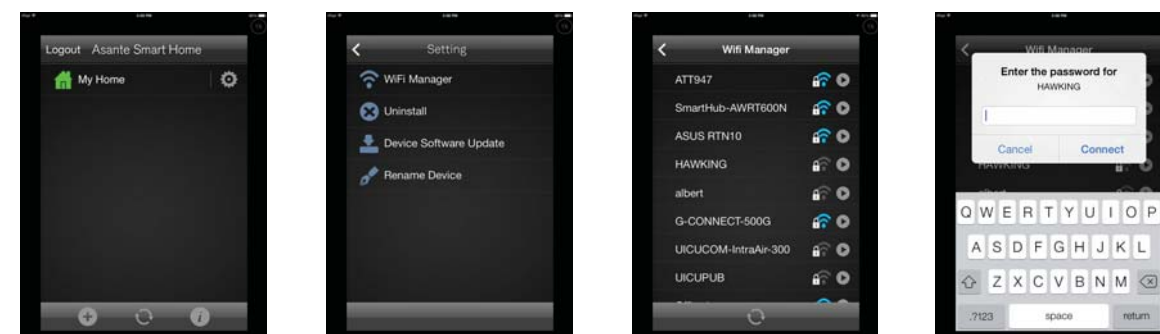 Logout Asante Smart Home
My Home
Setting
WiFi Manager
Uninstall
Device Software Update
Rename Device
Wifi Manager
ATT947
SmartHub-AWRT600N
ASUS RTN10
HAWKING
albert
G-CONNECT-500G
UICUCOM-IntraAir-300
UICUPUB
Wifi Manager
Enter the password for
HAWKING
Cancel Connect
HAWKING
albert
Q W E R T Y U I O P
A S D F G H J K L
Z X C V B N M
.?123 space return